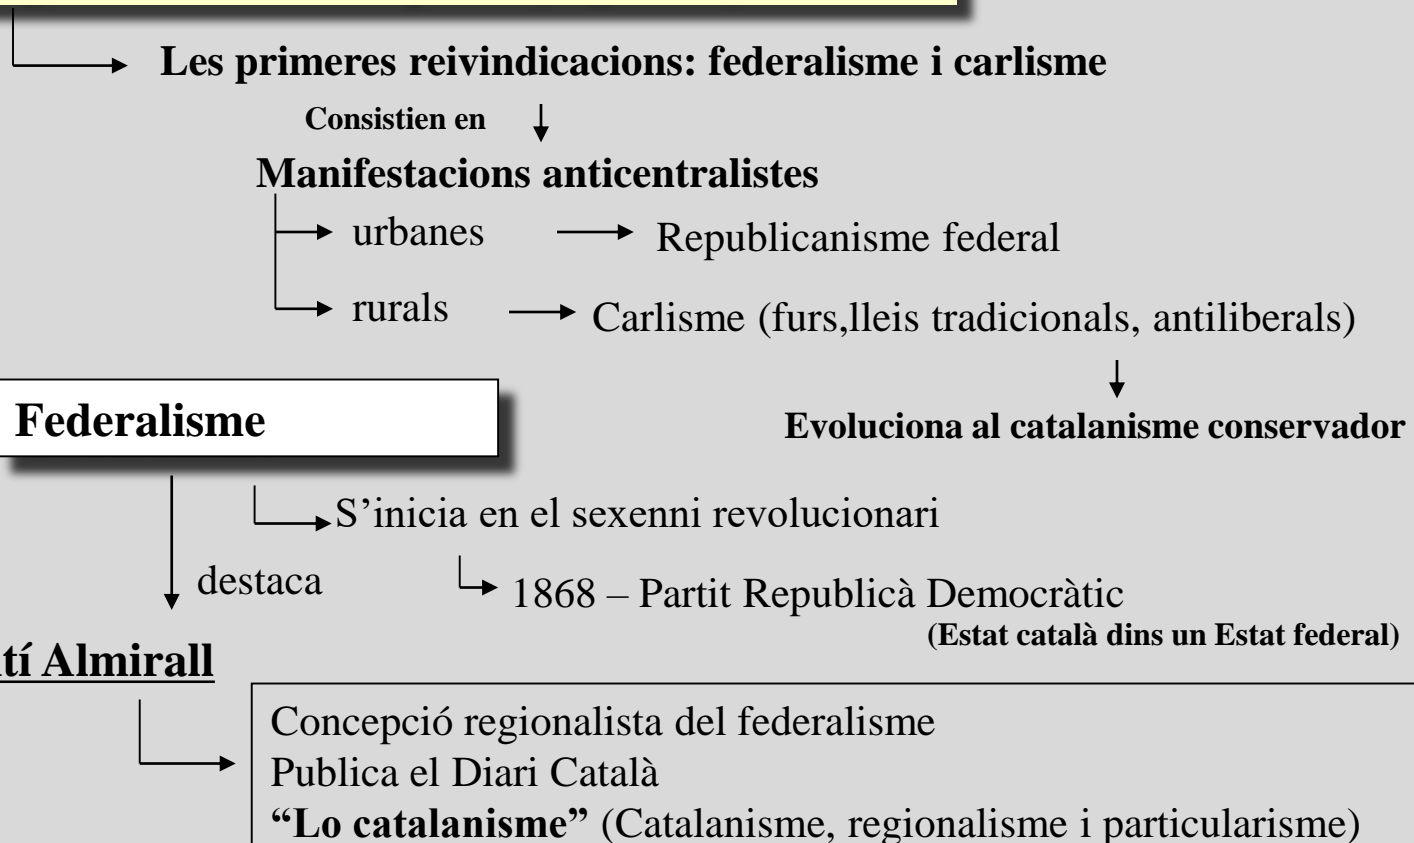 Les primeres reivindicacions: federalisme i carlisme
Consistien en
Manifestacions anticentralistes
urbanes Republicanisme federal
rurals Carlisme (furs,lleis tradicionals, antiliberals)
Evoluciona al catalanisme conservador
Federalisme
S’inicia en el sexenni revolucionari
destaca
1868 – Partit Republicà Democràtic
(Estat català dins un Estat federal)
Almirall
Concepció regionalista del federalisme
Publica el Diari Català
“Lo catalanisme” (Catalanisme, regionalisme i particularisme)